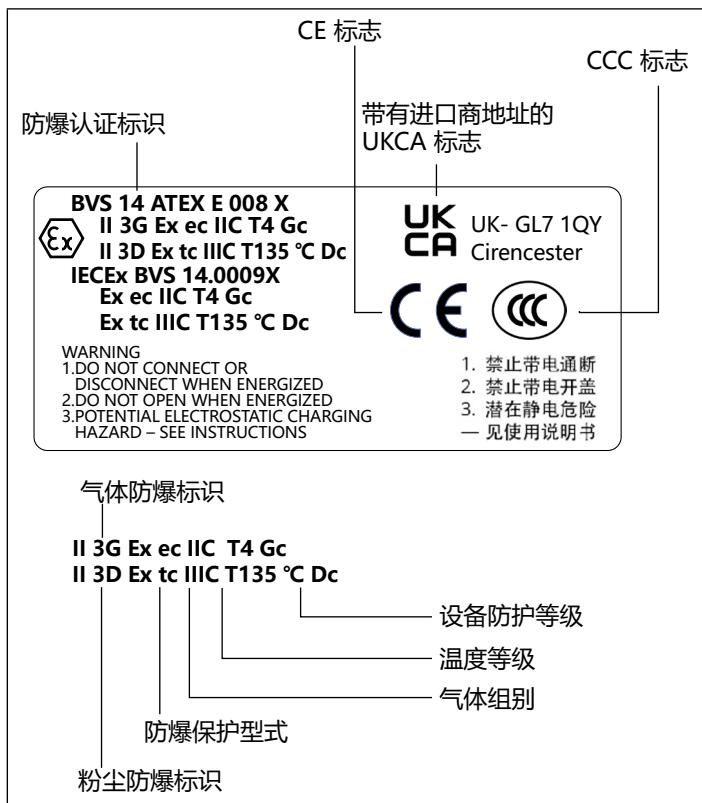 CE 标志
CCC 标志
防爆认证标识
带有进口商地址的
UKCA 标志
BVS 14 ATEX E 008 X
Ex
II 3G Ex ec IIC T4 Gc
II 3D Ex tc IIIC T135 ℃ Dc
IECEx BVS 14.0009X
Ex ec IIC T4 Gc
Ex tc IIIC T135 ℃ Dc
WARNING
1.DO NOT CONNECT OR
DISCONNECT WHEN ENERGIZED
2.DO NOT OPEN WHEN ENERGIZED
3.POTENTIAL ELECTROSTATIC CHARGING
HAZARD – SEE INSTRUCTIONS
UK
CA
UK- GL7 1QY
Cirencester
CE
CCC
1. 禁止带电通断
2. 禁止带电开盖
3. 潜在静电危险
— 见使用说明书
气体防爆标识
II 3G Ex ec IIC T4 Gc
II 3D Ex tc IIIC T135 ℃ Dc
设备防护等级
温度等级
气体组别
防爆保护型式
粉尘防爆标识